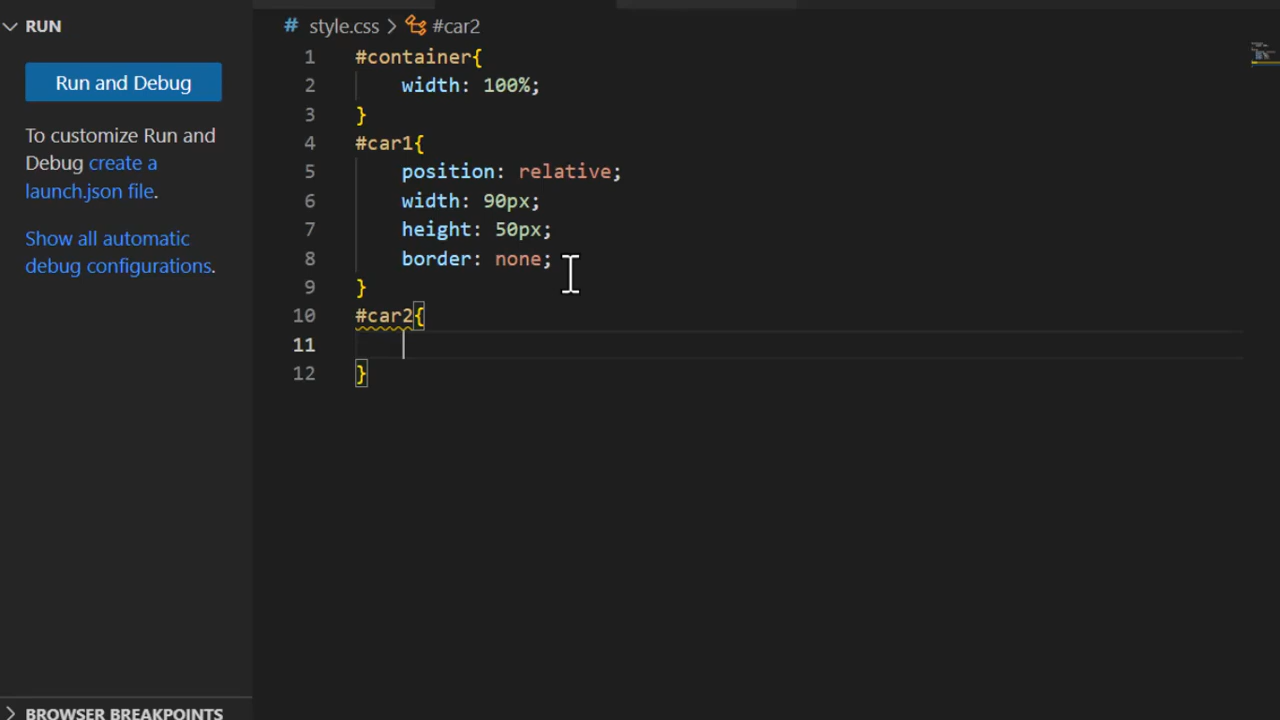 RUN
Run and Debug
To customize Run and
Debug create a
launch.json file.
Show all automatic
debug configurations.
BROWSER BREAKPOINTS
# style.css > #car2
1 #container{
2 width: 100%;
3 }
4 #car1{
5 position: relative;
6 width: 90px;
7 height: 50px;
8 border: none;
9 }
10 #car2{
11
12 }